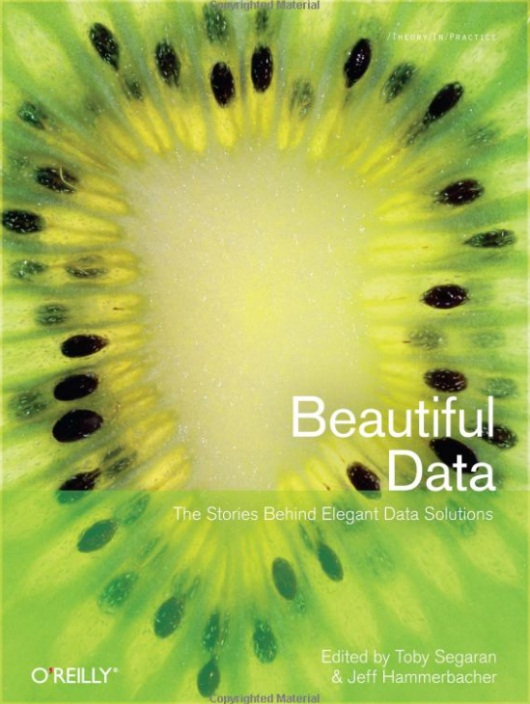 Copyrighted Material
/THEORY/IN/PRACTICE
Beautiful
Data
The Stories Behind Elegant Data Solutions
Edited by Toby Segaran
& Jeff Hammerbacher
O'REILLY®
Copyrighted Material